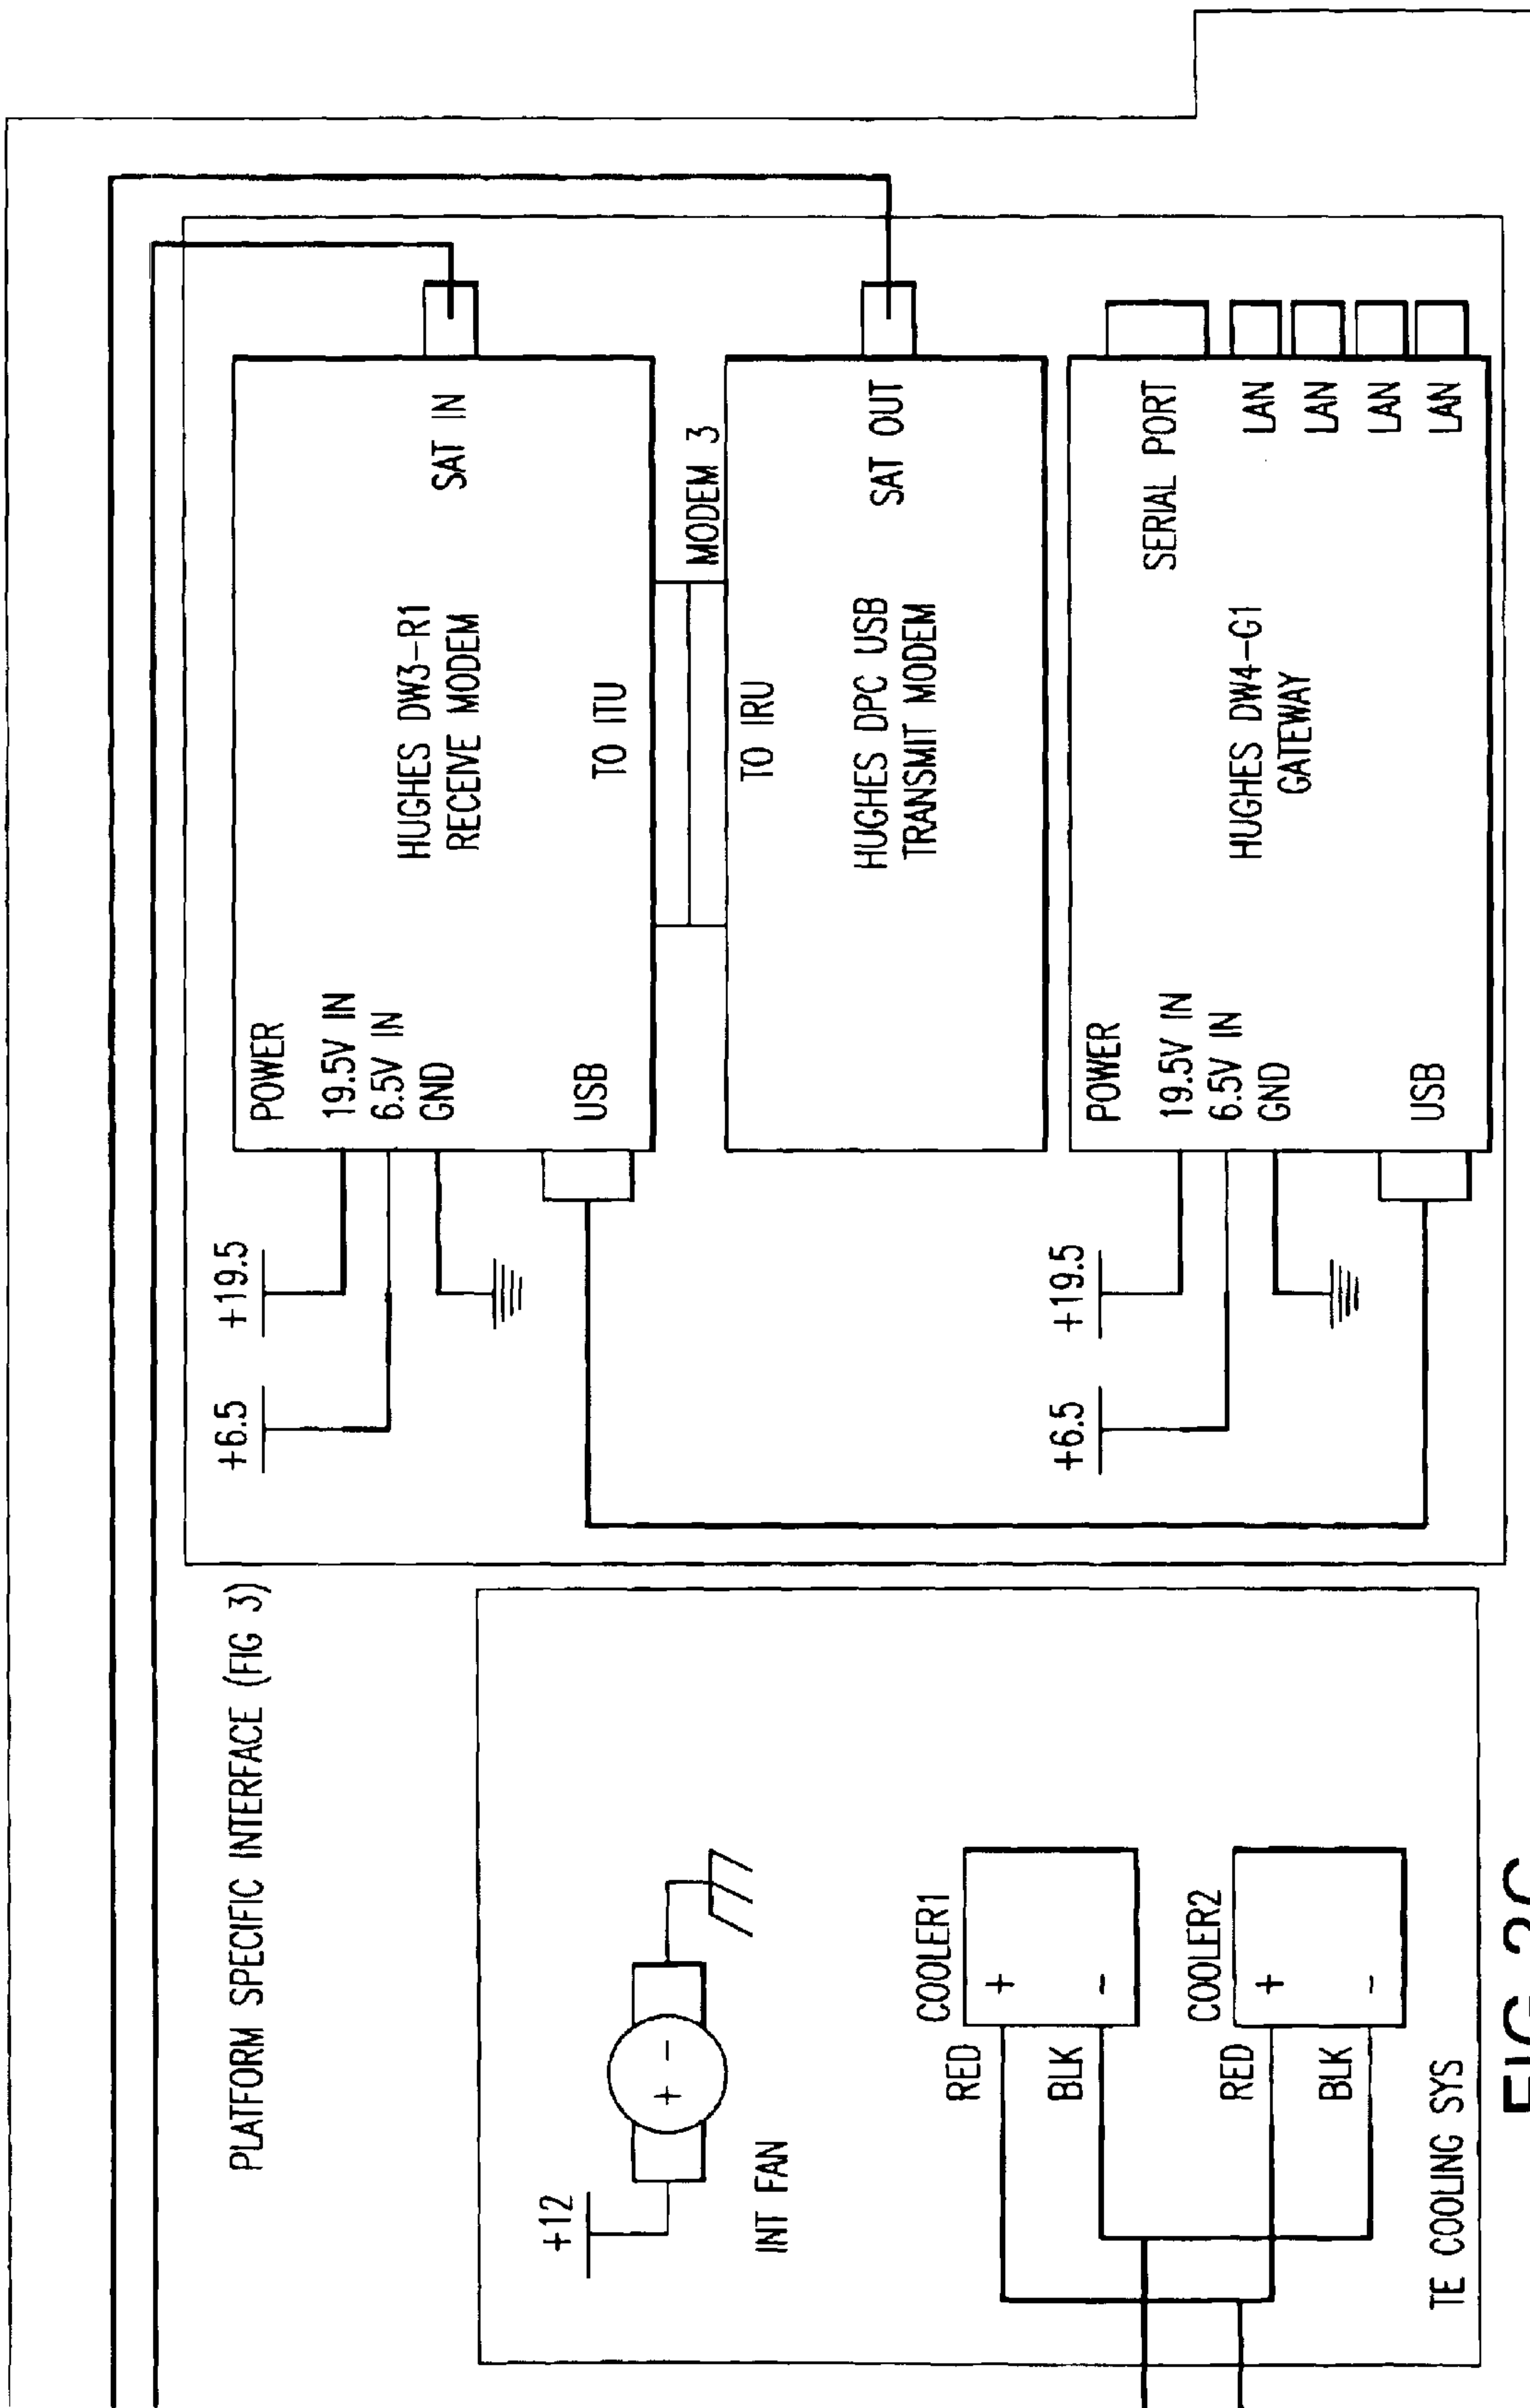 PLATFORM SPECIFIC INTERFACE (FIG 3)
+6.5
+19.5
POWER
19.5V IN
6.5V IN
GND
USB
HUGHES DW3-R1
RECEIVE MODEM
SAT IN
TO ITU
MODEM 3
TO IRU
HUGHES DPC USB
TRANSMIT MODEM
SAT OUT
+6.5
+19.5
POWER
19.5V IN
6.5V IN
GND
USB
HUGHES DW4-G1
GATEWAY
SERIAL PORT
LAN
LAN
LAN
LAN
+12
+ -
INT FAN
COOLER1
RED
+
BLK
-
COOLER2
RED
+
BLK
-
TE COOLING SYS